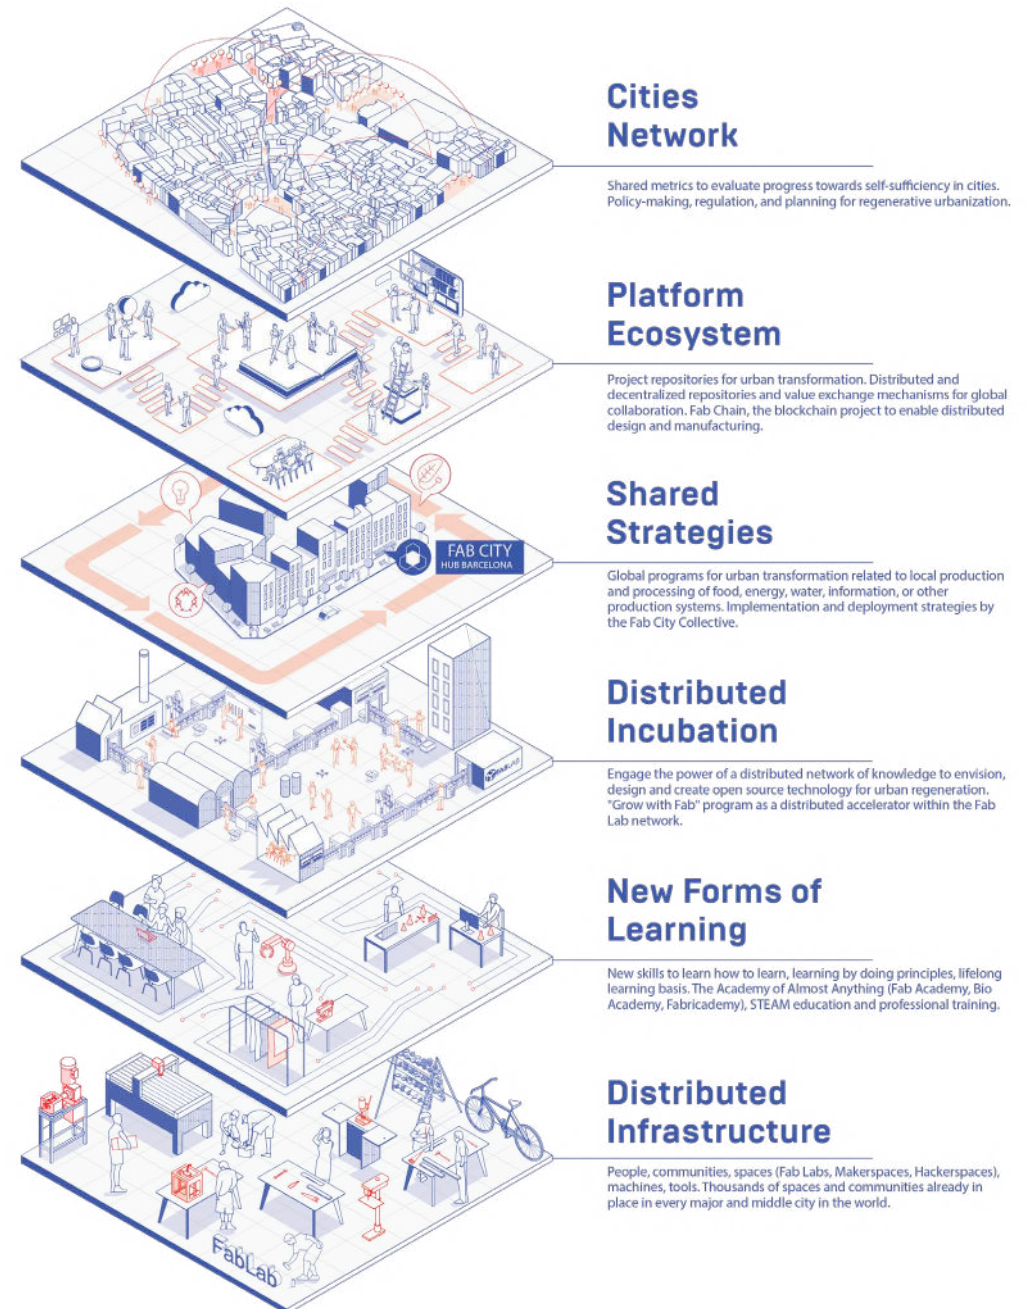 Cities
Network
Shared metrics to evaluate progress towards self-sufficiency in cities.
Policy-making, regulation, and planning for regenerative urbanization.
Platform
Ecosystem
Project repositories for urban transformation. Distributed and
decentralized repositories and value exchange mechanisms for global
collaboration. Fab Chain, the blockchain project to enable distributed
design and manufacturing.
Shared
Strategies
FAB CITY
HUB BARCELONA
Global programs for urban transformation related to local production
and processing of food, energy, water, information, or other
production systems. Implementation and deployment strategies by
the Fab City Collective.
Distributed
Incubation
FABLAB
Engage the power of a distributed network of knowledge to envision,
design and create open source technology for urban regeneration.
"Grow with Fab" program as a distributed accelerator within the Fab
Lab network.
New Forms of
Learning
New skills to learn how to learn, learning by doing principles, lifelong
learning basis. The Academy of Almost Anything (Fab Academy, Bio
Academy, Fabricademy), STEAM education and professional training.
Distributed
Infrastructure
People, communities, spaces (Fab Labs, Makerspaces, Hackerspaces),
machines, tools. Thousands of spaces and communities already in
place in every major and middle city in the world.
FabLab